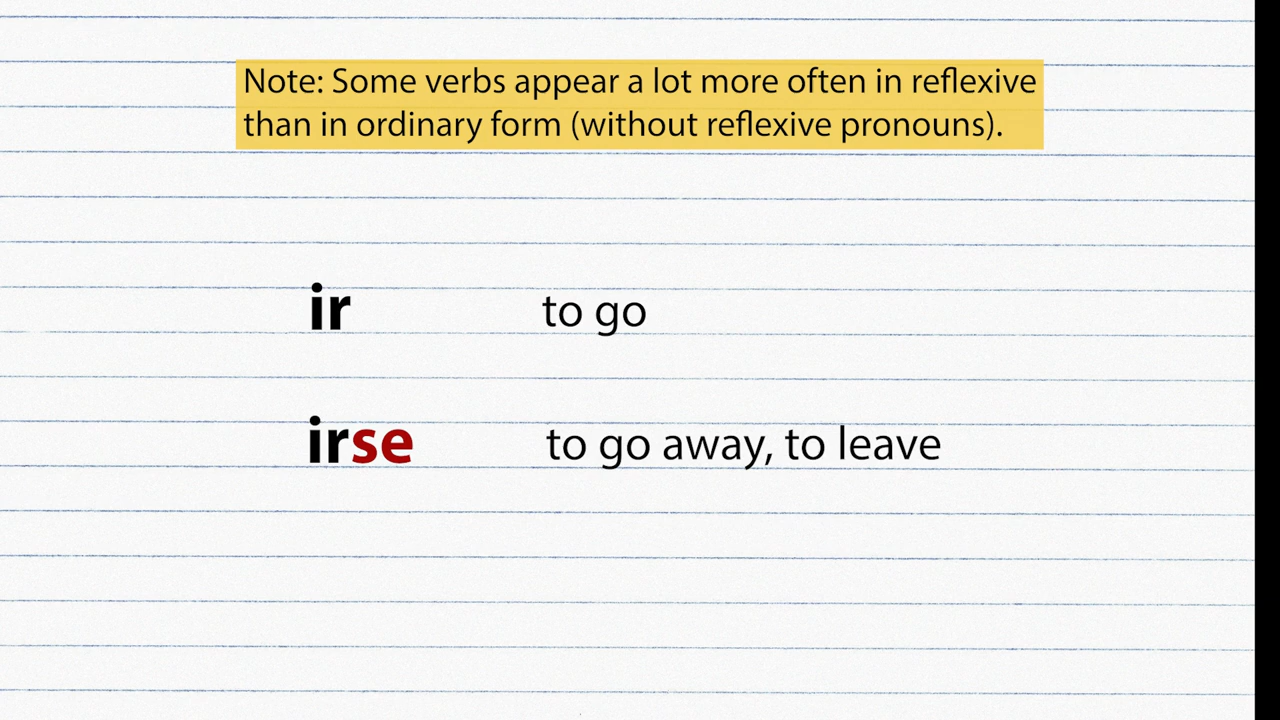 Note: Some verbs appear a lot more often in reflexive
than in ordinary form (without reflexive pronouns).
ir to go
irse to go away, to leave